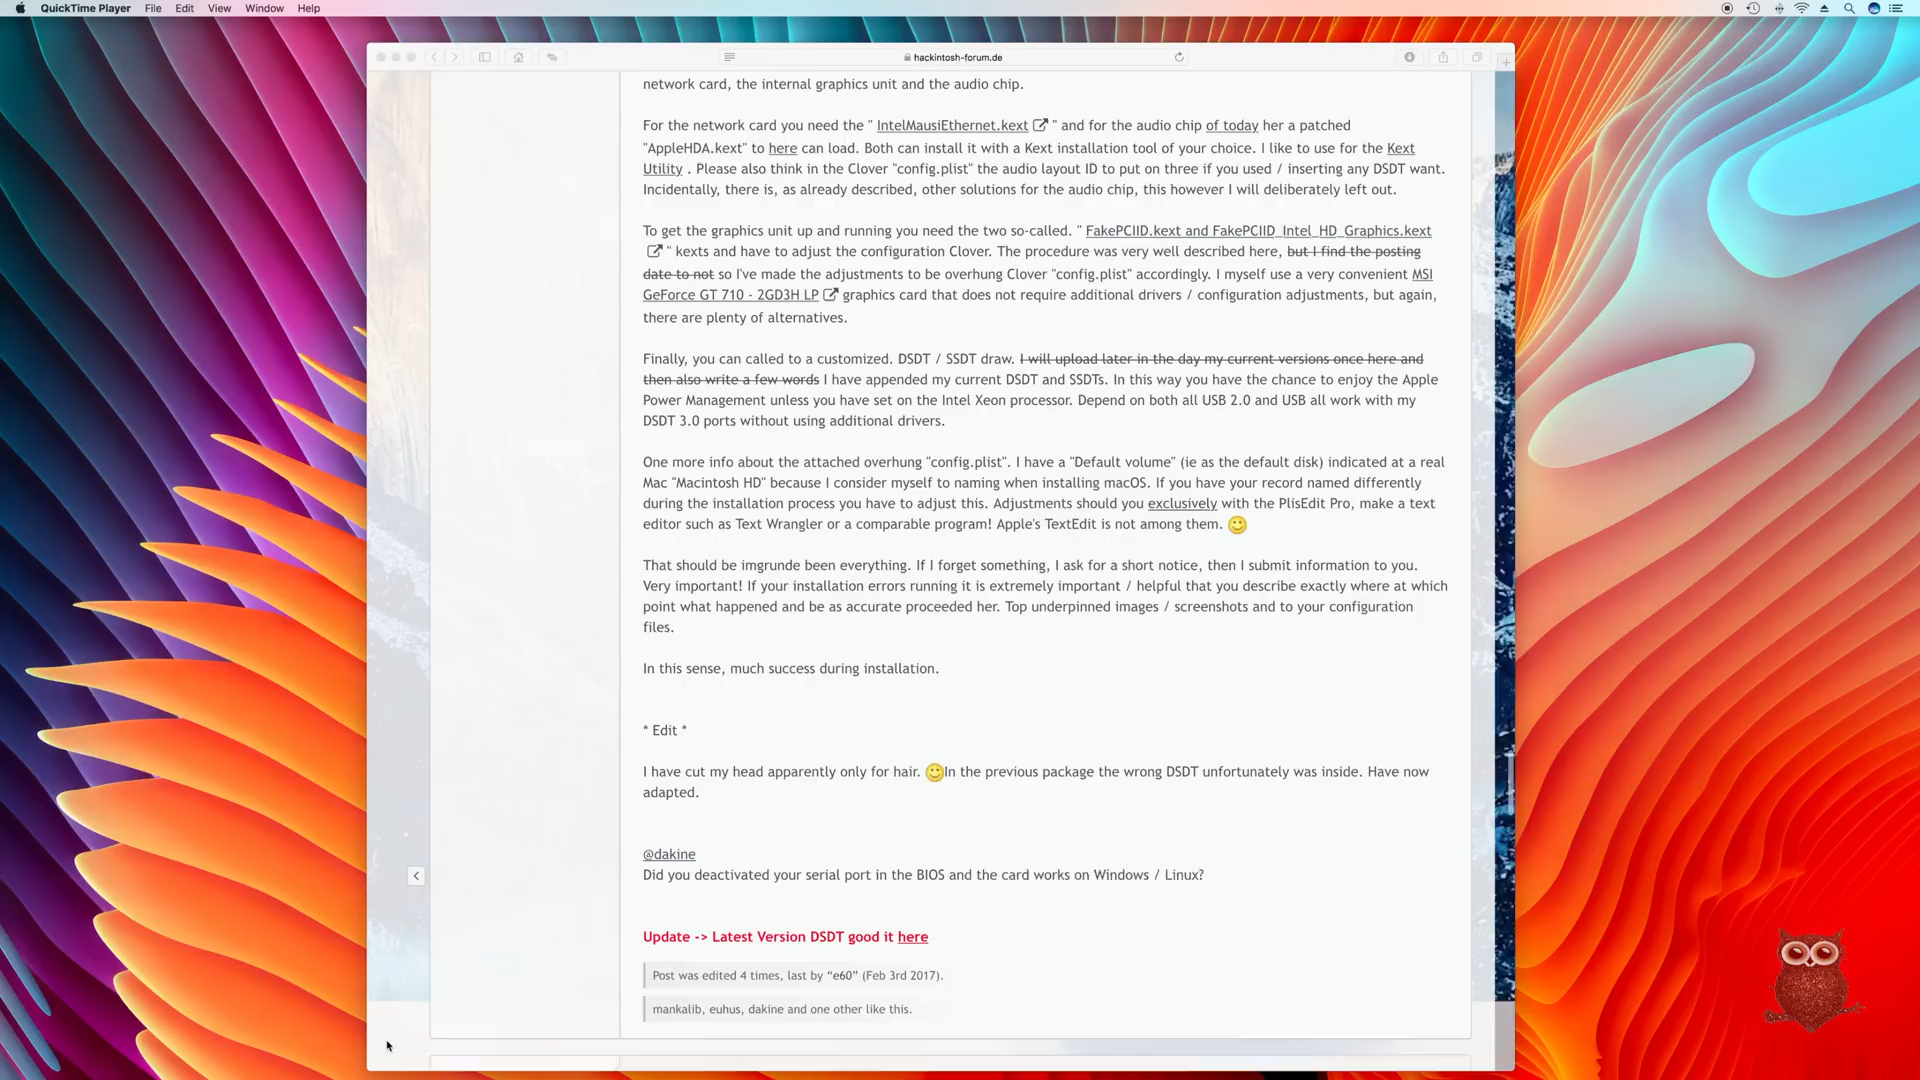 QuickTime Player File Edit View Window Help
hackintosh-forum.de
network card, the internal graphics unit and the audio chip.
For the network card you need the " IntelMausiEthernet.kext " and for the audio chip of today her a patched
"AppleHDA.kext" to here can load. Both can install it with a Kext installation tool of your choice. I like to use for the Kext
Utility . Please also think in the Clover "config.plist" the audio layout ID to put on three if you used / inserting any DSDT want.
Incidentally, there is, as already described, other solutions for the audio chip, this however I will deliberately left out.
To get the graphics unit up and running you need the two so-called. " FakePCIID.kext and FakePCIID_Intel_HD_Graphics.kext
" kexts and have to adjust the configuration Clover. The procedure was very well described here, but I find the posting
date to not so I've made the adjustments to be overhung Clover "config.plist" accordingly. I myself use a very convenient MSI
GeForce GT 710 - 2GD3H LP graphics card that does not require additional drivers / configuration adjustments, but again,
there are plenty of alternatives.
Finally, you can called to a customized. DSDT / SSDT draw. I will upload later in the day my current versions once here and
then also write a few words I have appended my current DSDT and SSDTs. In this way you have the chance to enjoy the Apple
Power Management unless you have set on the Intel Xeon processor. Depend on both all USB 2.0 and USB all work with my
DSDT 3.0 ports without using additional drivers.
One more info about the attached overhung "config.plist". I have a "Default volume" (ie as the default disk) indicated at a real
Mac "Macintosh HD" because I consider myself to naming when installing macOS. If you have your record named differently
during the installation process you have to adjust this. Adjustments should you exclusively with the PlisEdit Pro, make a text
editor such as Text Wrangler or a comparable program! Apple's TextEdit is not among them.
That should be imgrunde been everything. If I forget something, I ask for a short notice, then I submit information to you.
Very important! If your installation errors running it is extremely important / helpful that you describe exactly where at which
point what happened and be as accurate proceeded her. Top underpinned images / screenshots and to your configuration
files.
In this sense, much success during installation.
* Edit *
I have cut my head apparently only for hair. In the previous package the wrong DSDT unfortunately was inside. Have now
adapted.
@dakine
Did you deactivated your serial port in the BIOS and the card works on Windows / Linux?
Update -> Latest Version DSDT good it here
Post was edited 4 times, last by “e60” (Feb 3rd 2017).
mankalib, euhus, dakine and one other like this.